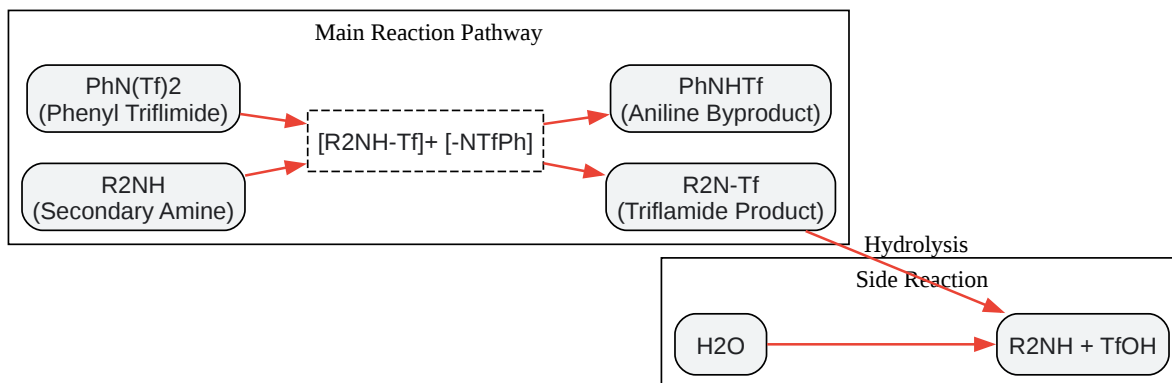 Main Reaction Pathway
PhN(Tf)2
(Phenyl Triflimide)
PhNHTf
(Aniline Byproduct)
[R2NH-Tf]+ [-NTfPh]
R2NH
(Secondary Amine)
R2N-Tf
(Triflamide Product)
Hydrolysis
Side Reaction
H2O
R2NH + TfOH